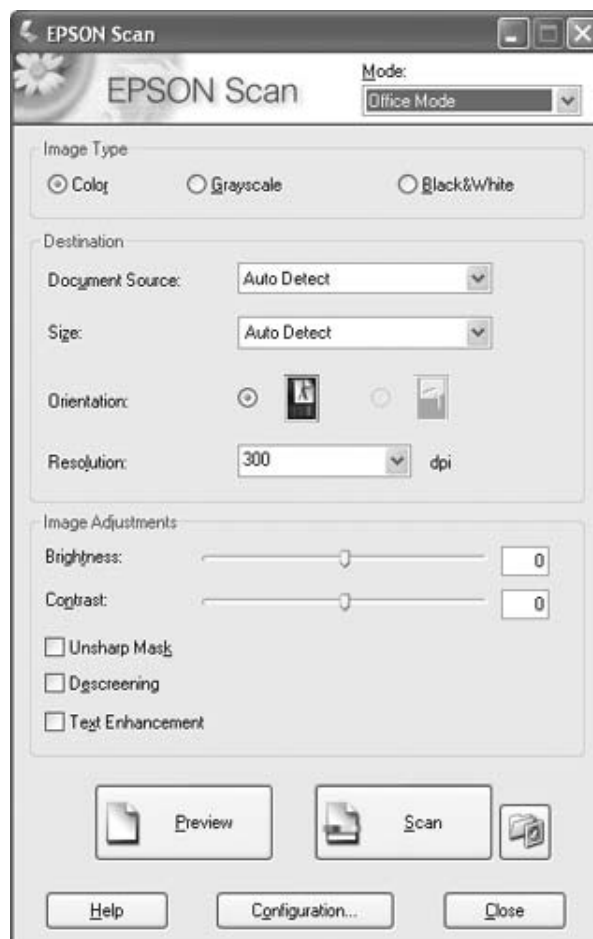 EPSON Scan
EPSON Scan
Mode:
Office Mode
Image Type
Color Grayscale Black&White
Destination
Document Source: Auto Detect
Size: Auto Detect
Orientation:
Resolution: 300 dpi
Image Adjustments
Brightness: 0
Contrast: 0
Unsharp Mask
Descreening
Text Enhancement
Preview Scan
Help Configuration... Close